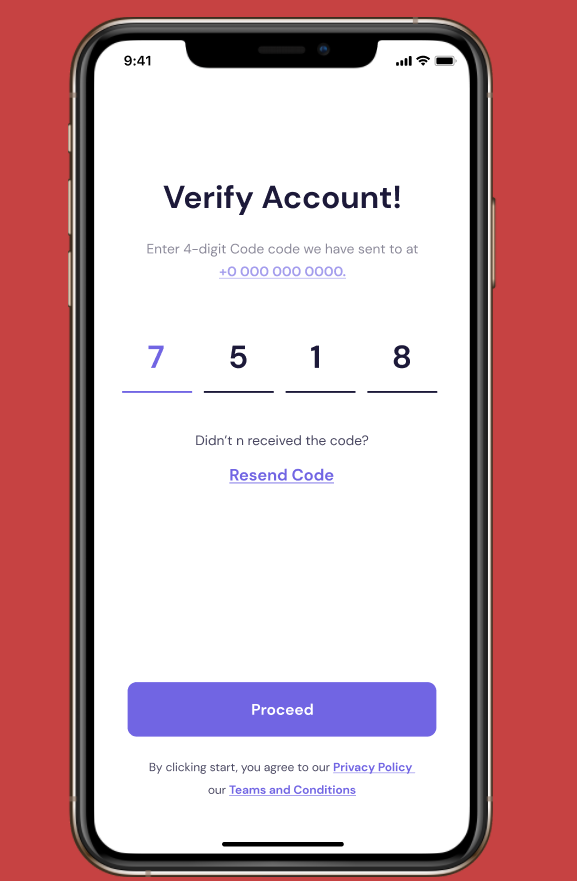 9:41
Verify Account!
Enter 4-digit Code code we have sent to at
+0 000 000 0000.
7 5 1 8
Didn't n received the code?
Resend Code
Proceed
By clicking start, you agree to our Privacy Policy
our Teams and Conditions